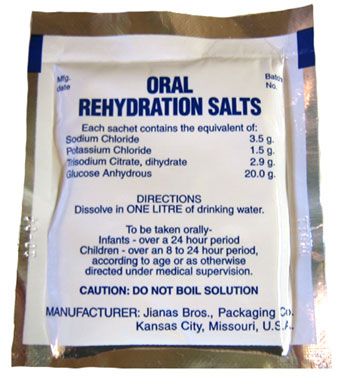 Mfg.
date
Batch
No.
ORAL
REHYDRATION SALTS
Each sachet contains the equivalent of:
Sodium Chloride 3.5 g.
Potassium Chloride 1.5 g.
Trisodium Citrate, dihydrate 2.9 g.
Glucose Anhydrous 20.0 g.
DIRECTIONS
Dissolve in ONE LITRE of drinking water.
To be taken orally-
Infants - over a 24 hour period
Children - over an 8 to 24 hour period,
according to age or as otherwise
directed under medical supervision.
CAUTION: DO NOT BOIL SOLUTION
MANUFACTURER: Jianas Bros., Packaging Co.
Kansas City, Missouri, U.S.A.